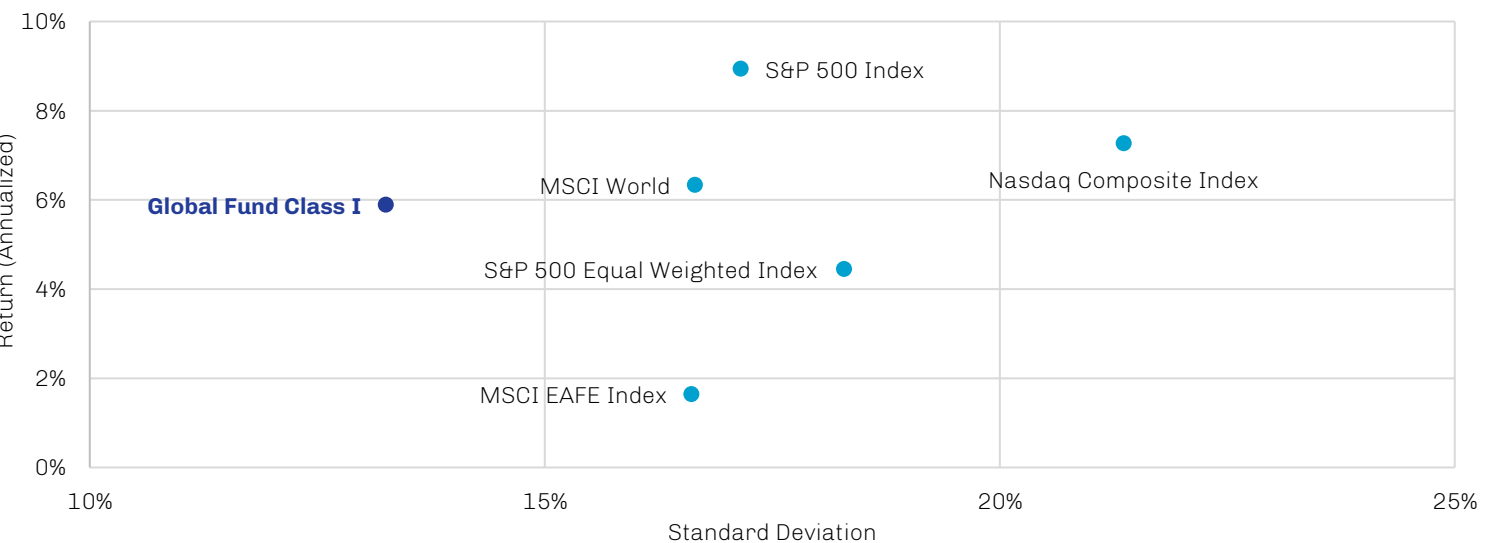 10%
S&P 500 Index
8%
Return (Annualized)
Nasdaq Composite Index
MSCI World
6%
Global Fund Class I
S&P 500 Equal Weighted Index
4%
2%
MSCI EAFE Index
0%
10% 15% 20% 25%
Standard Deviation